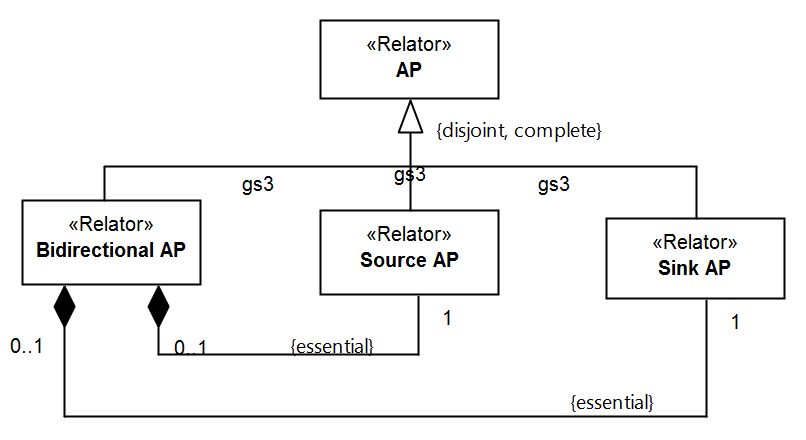 «Relator»
AP
{disjoint, complete}
gs3
gs3
gs3
«Relator»
Bidirectional AP
«Relator»
Source AP
«Relator»
Sink AP
0..1
0..1
{essential}
1
1
{essential}